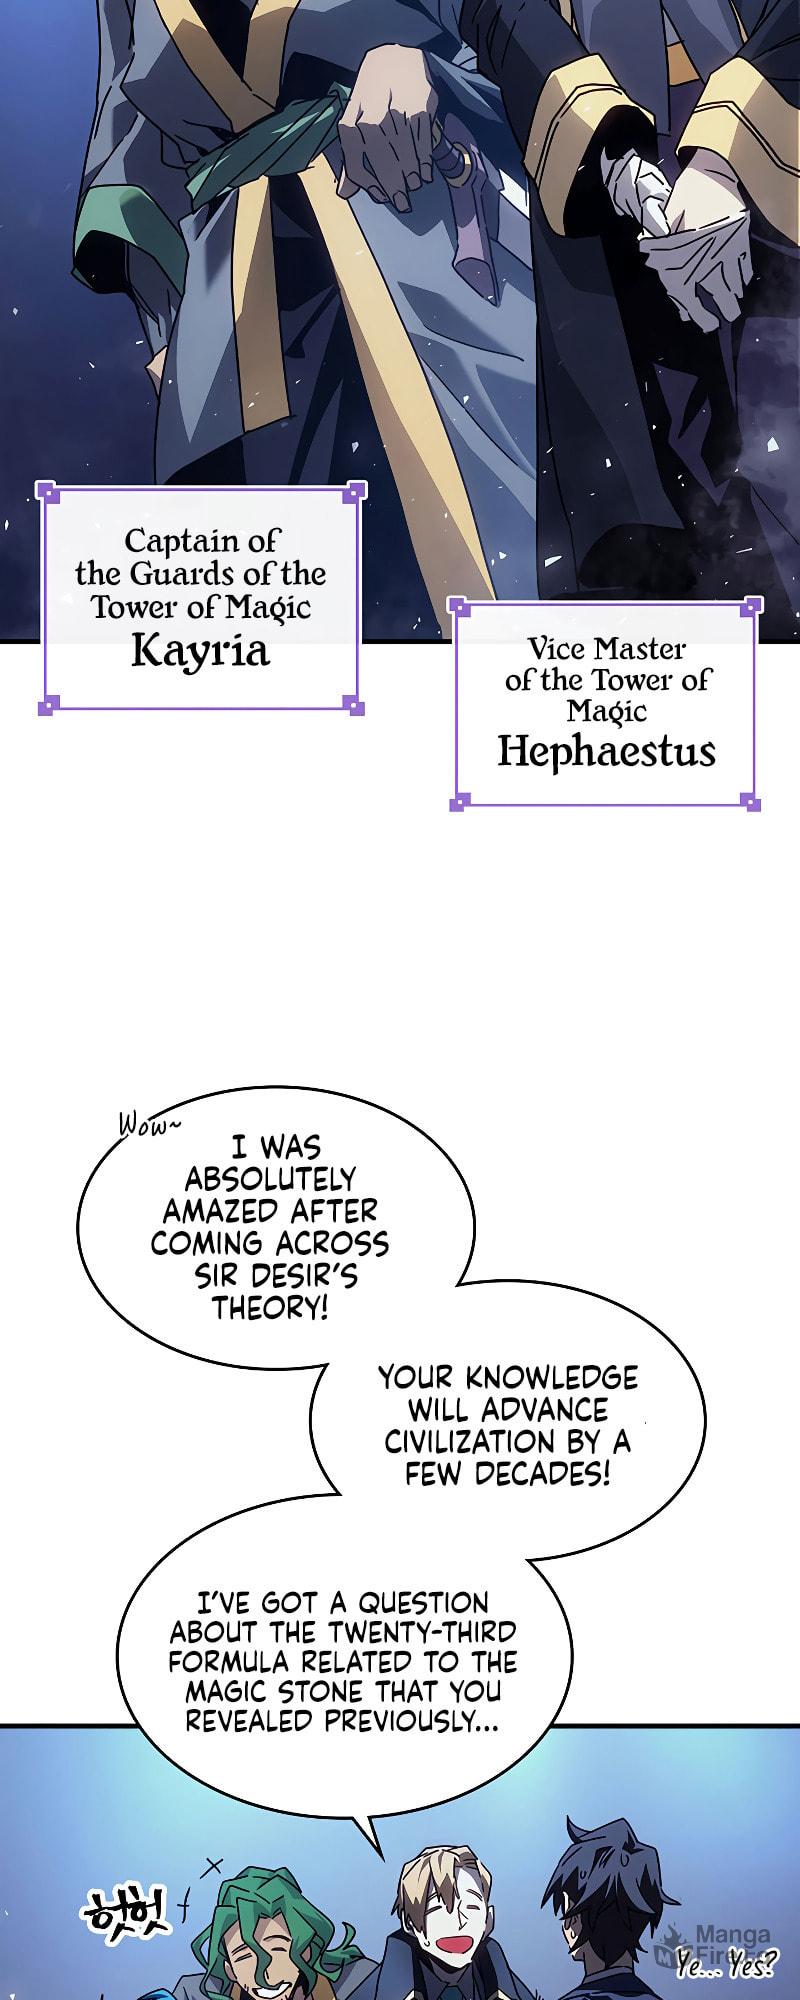 Captain of
the Guards of the
Tower of Magic
Kayria
Vice Master
of the Tower of
Magic
Hephaestus
Wow~
I WAS
ABSOLUTELY
AMAZED AFTER
COMING ACROSS
SIR DESIR'S
THEORY!
YOUR KNOWLEDGE
WILL ADVANCE
CIVILIZATION BY A
FEW DECADES!
I'VE GOT A QUESTION
ABOUT THE TWENTY-THIRD
FORMULA RELATED TO THE
MAGIC STONE THAT YOU
REVEALED PREVIOUSLY...
헛헛
Manga
Ye... Yes?